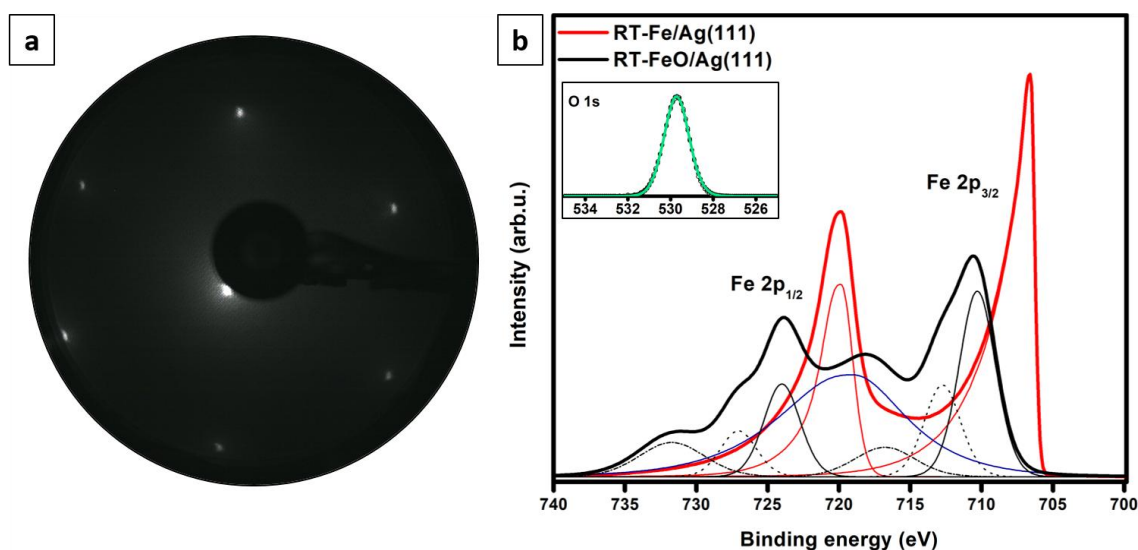 a
b
RT-Fe/Ag(111)
RT-FeO/Ag(111)
O 1s
534 532 530 528 526
Fe 2p3/2
Fe 2p1/2
Intensity (arb.u.)
740 735 730 725 720 715 710 705 700
Binding energy (eV)